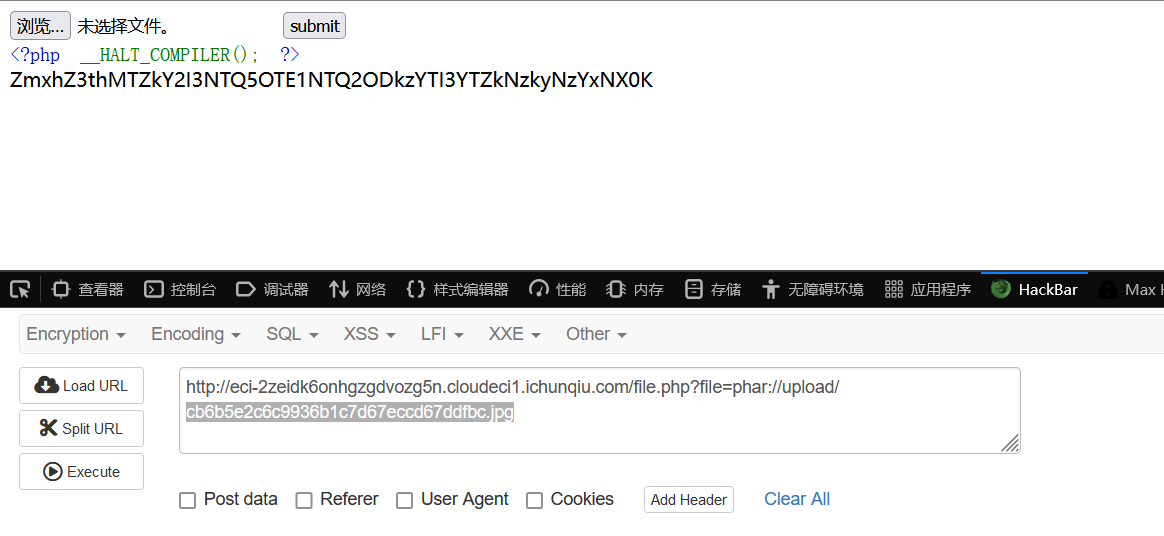 浏览... 未选择文件。 submit
<?php __HALT_COMPILER(); ?>
ZmxhZ3thMTZkY2I3NTQ5OTE1NTQ2ODkzYTI3YTZkNzkyNzYxNX0K
查看器 控制台 调试器 网络 样式编辑器 性能 内存 存储 无障碍环境 应用程序 HackBar Max H
Encryption Encoding SQL XSS LFI XXE Other
Load URL http://eci-2zeidk6onhgzgdvozg5n.cloudeci1.ichunqiu.com/file.php?file=phar://upload/
Split URL cb6b5e2c6c9936b1c7d67eccd67ddfbc.jpg
Execute
Post data Referer User Agent Cookies Add Header Clear All